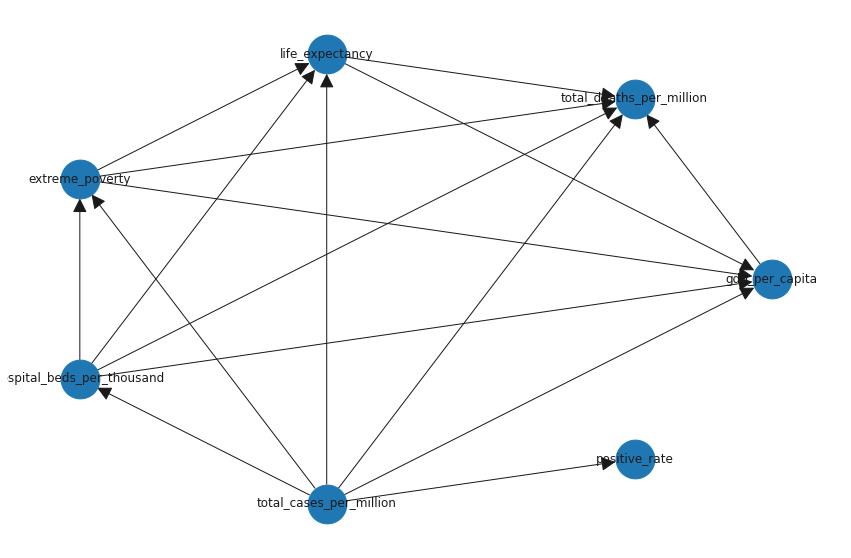 life_expectancy
total_deaths_per_million
extreme_poverty
gdp_per_capita
spital_beds_per_thousand
positive_rate
total_cases_per_million